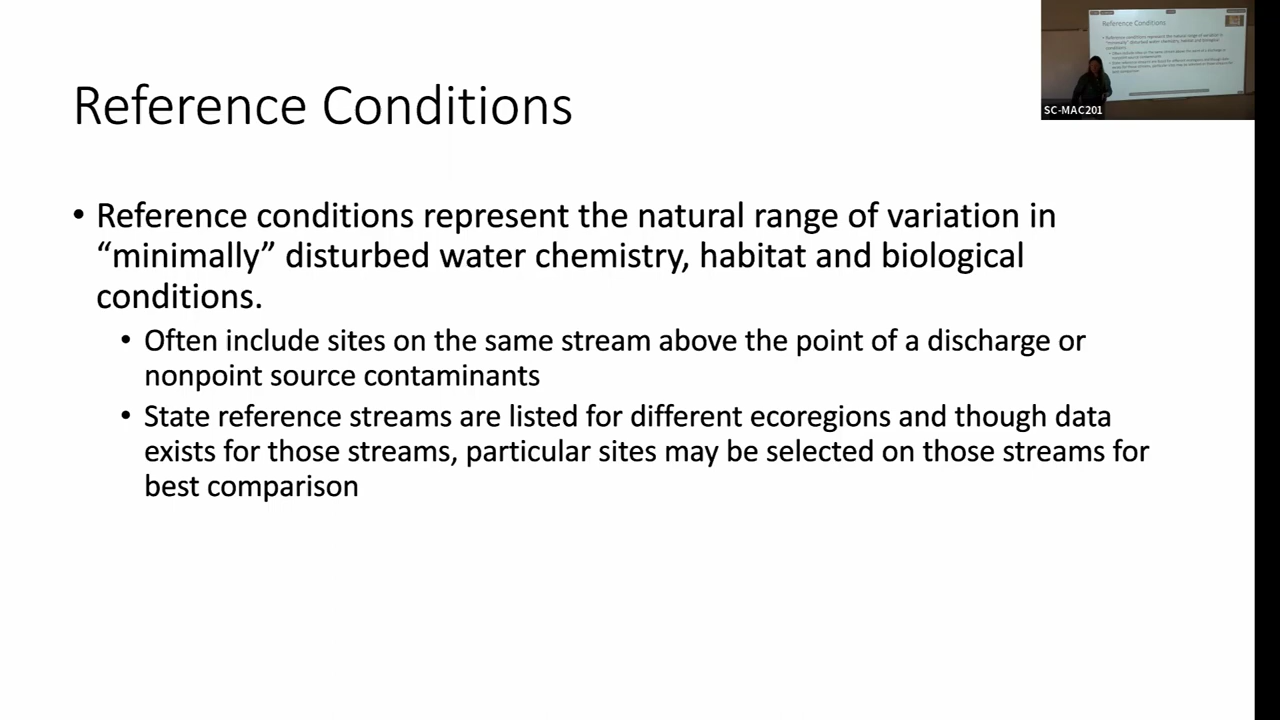 Reference Conditions
SC-MAC201
• Reference conditions represent the natural range of variation in
“minimally” disturbed water chemistry, habitat and biological
conditions.
• Often include sites on the same stream above the point of a discharge or
nonpoint source contaminants
• State reference streams are listed for different ecoregions and though data
exists for those streams, particular sites may be selected on those streams for
best comparison